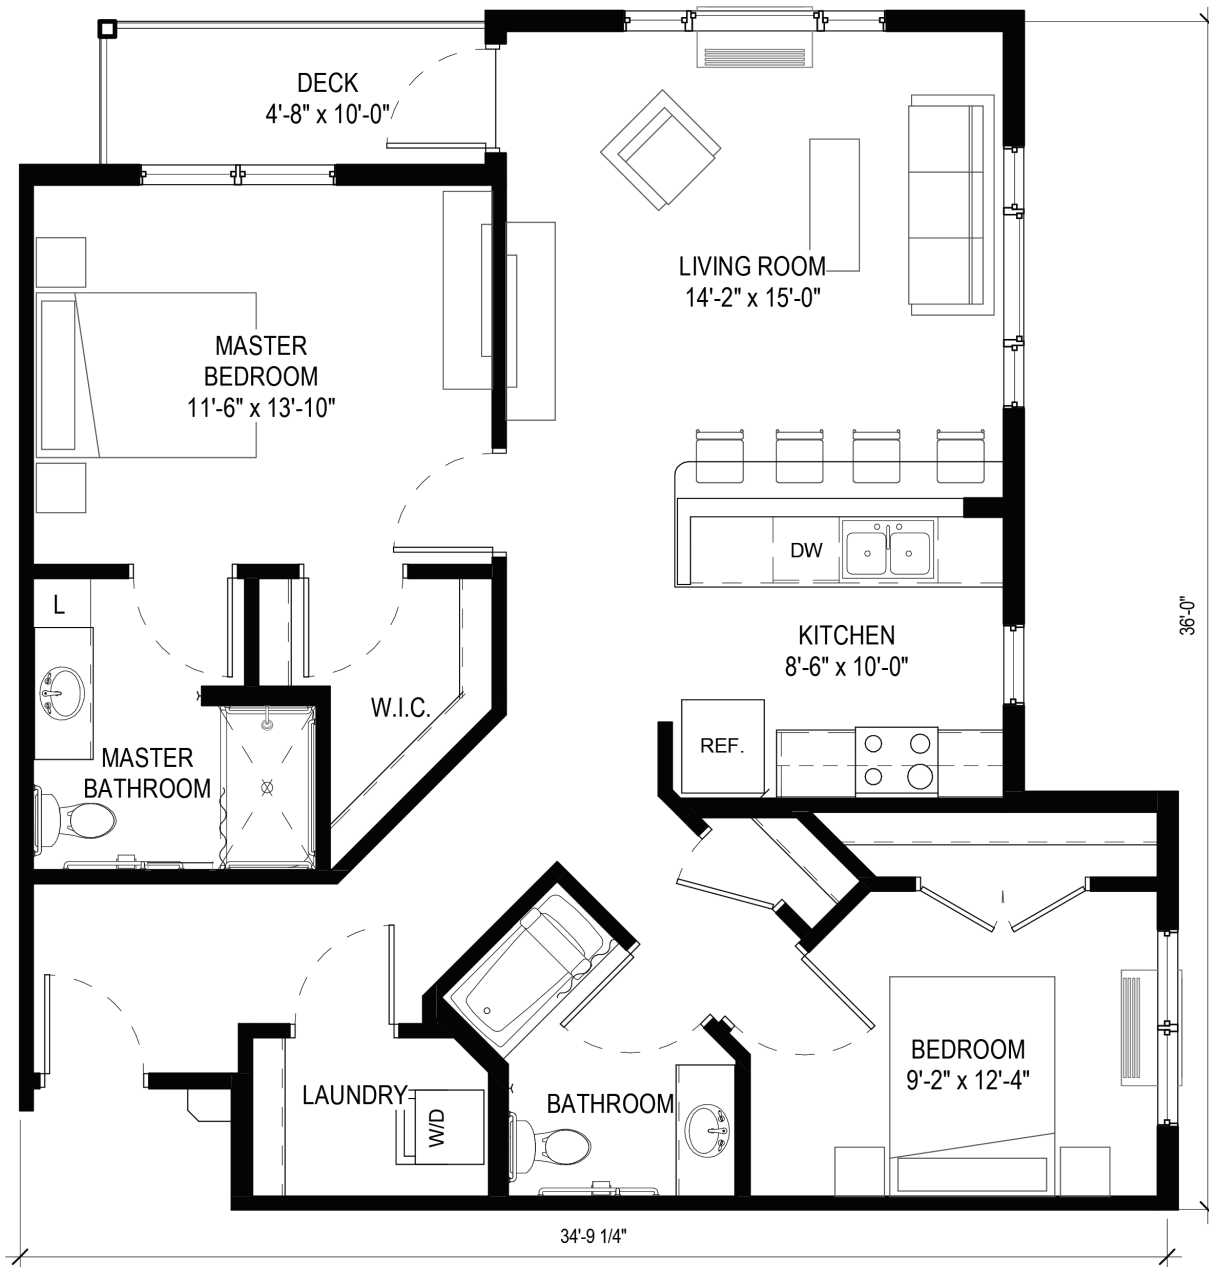 DECK
4'-8" x 10'-0"
LIVING ROOM
14'-2" x 15'-0"
MASTER
BEDROOM
11'-6" x 13'-10"
DW
L
KITCHEN
8'-6" x 10'-0"
36'-0"
W.I.C.
REF.
MASTER
BATHROOM
BEDROOM
9'-2" x 12'-4"
LAUNDRY
W/D
BATHROOM
34'-9 1/4"